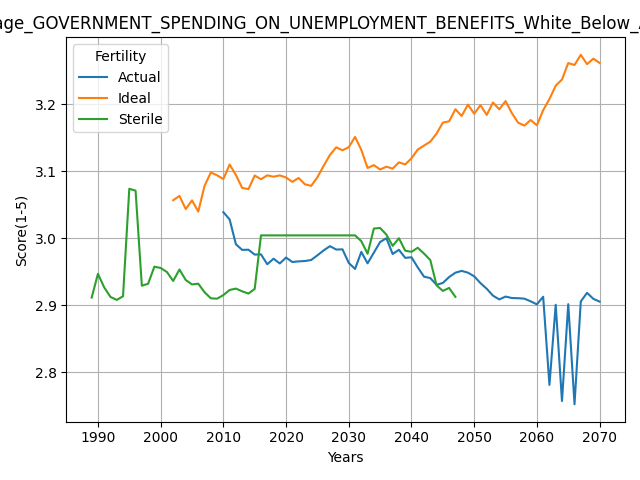 age_GOVERNMENT_SPENDING_ON_UNEMPLOYMENT_BENEFITS_White_Below_
Fertility
Actual
Ideal
Sterile
3.2
3.1
3.0
2.9
2.8
Score(1-5)
1990 2000 2010 2020 2030 2040 2050 2060 2070
Years